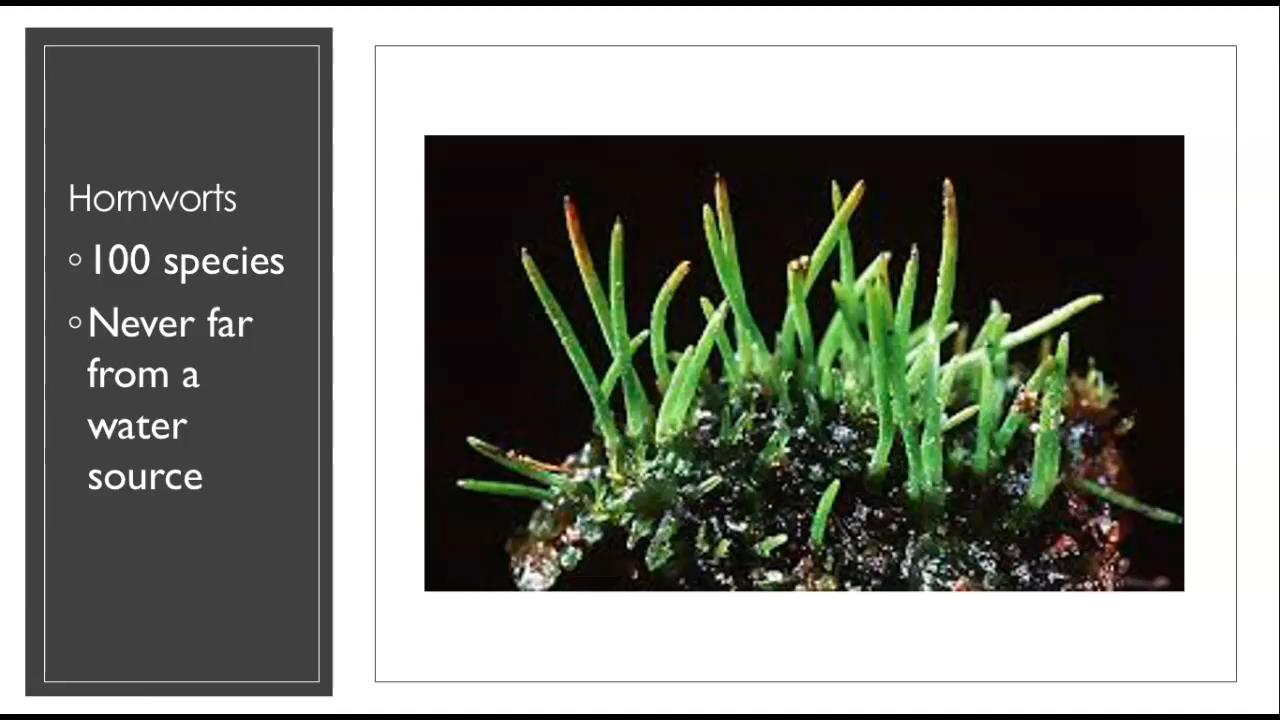 Hornworts
◦100 species
◦Never far
from a
water
source